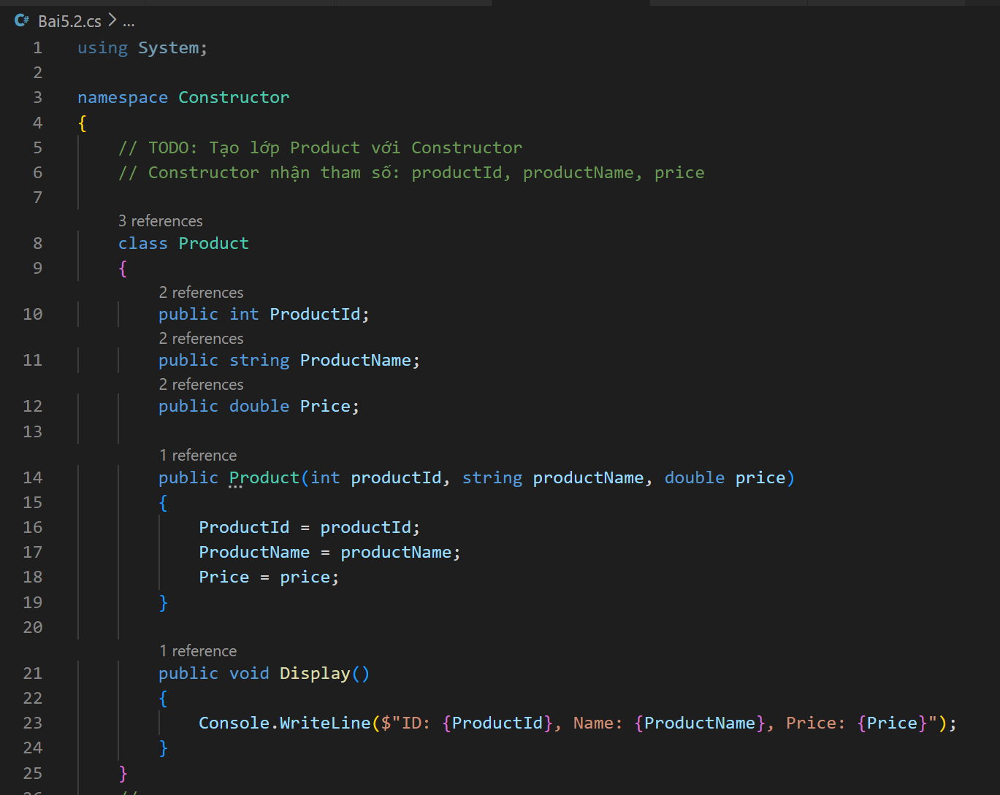 C# Bai5.2.cs > ...
1 using System;
2
3 namespace Constructor
4 {
5 // TODO: Tạo lớp Product với Constructor
6 // Constructor nhận tham số: productId, productName, price
7
3 references
8 class Product
9 {
2 references
10 public int ProductId;
2 references
11 public string ProductName;
2 references
12 public double Price;
13
1 reference
14 public Product(int productId, string productName, double price)
15 {
16 ProductId = productId;
17 ProductName = productName;
18 Price = price;
19 }
20
1 reference
21 public void Display()
22 {
23 Console.WriteLine($"ID: {ProductId}, Name: {ProductName}, Price: {Price}");
24 }
25 }